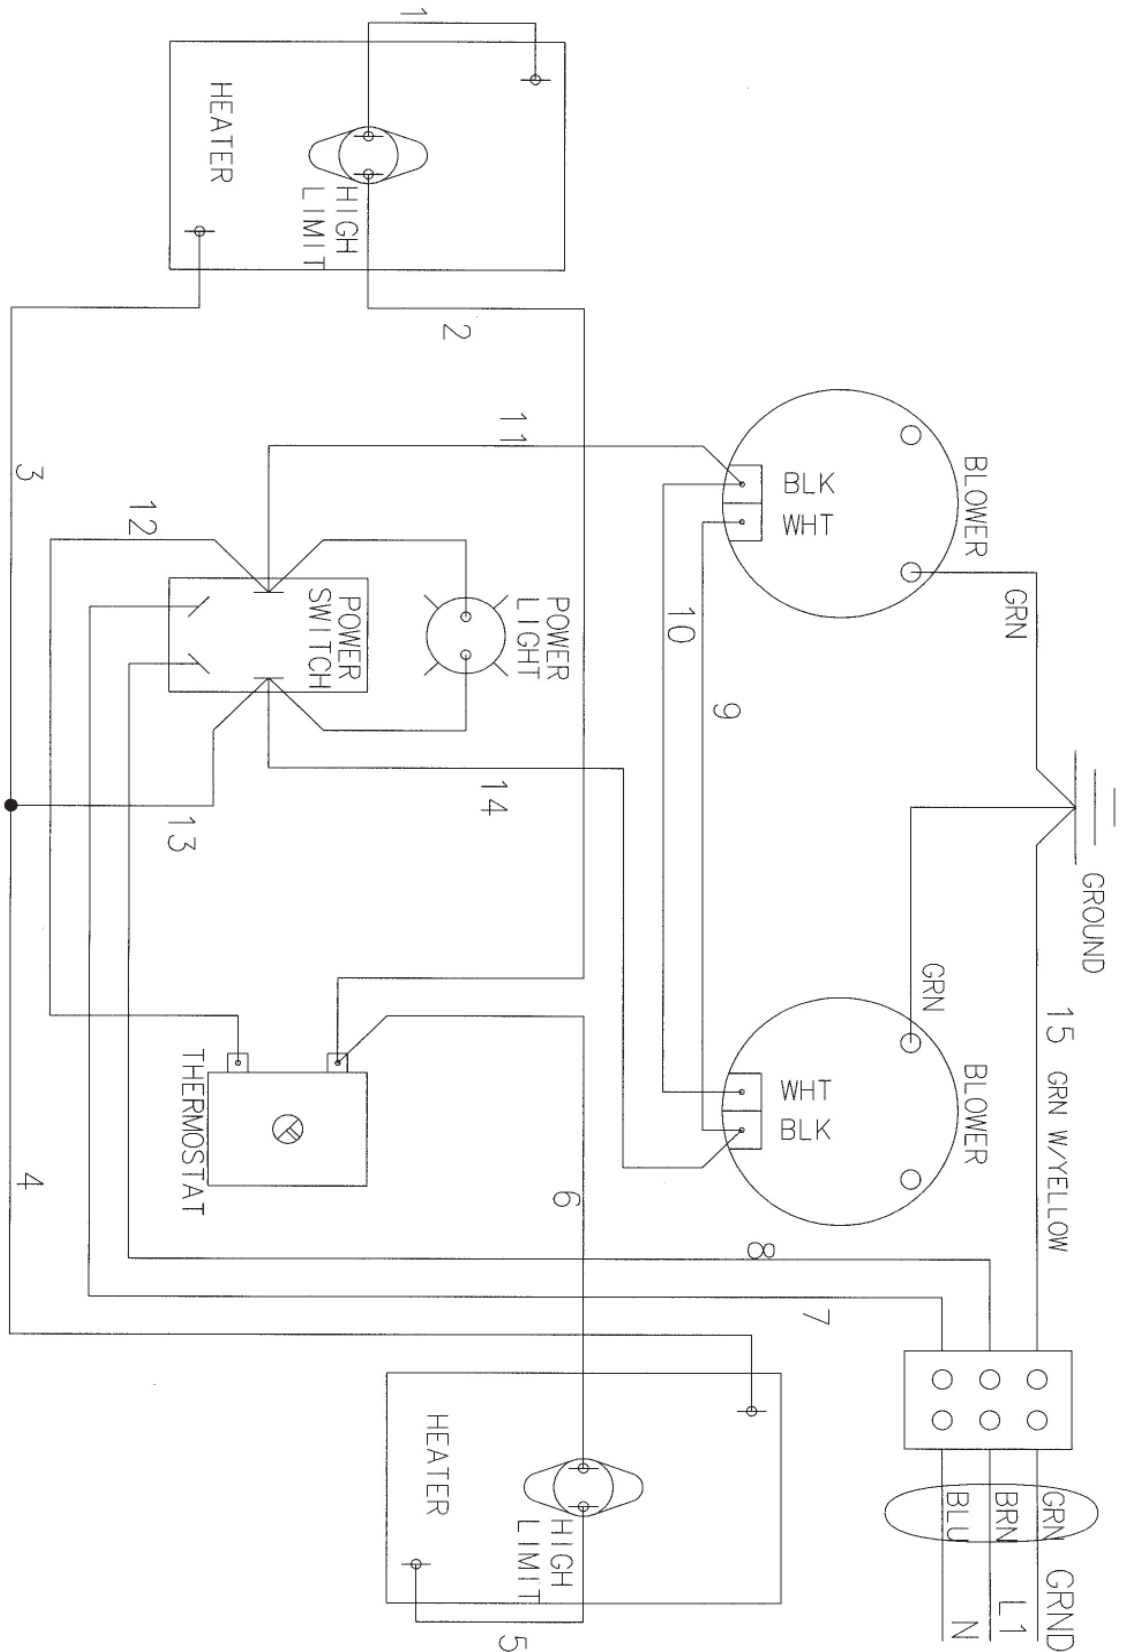 GRN GRND
BRN L1
BLU N
15 GRN W/YELLOW
GROUND
BLOWER
GRN
WHT
BLK
BLOWER
GRN
BLK
WHT
9
10
8
7
6
HIGH
LIMIT
HEATER
5
4
THERMOSTAT
POWER
LIGHT
POWER
SWITCH
11
12
13
14
2
3
1
HIGH
LIMIT
HEATER